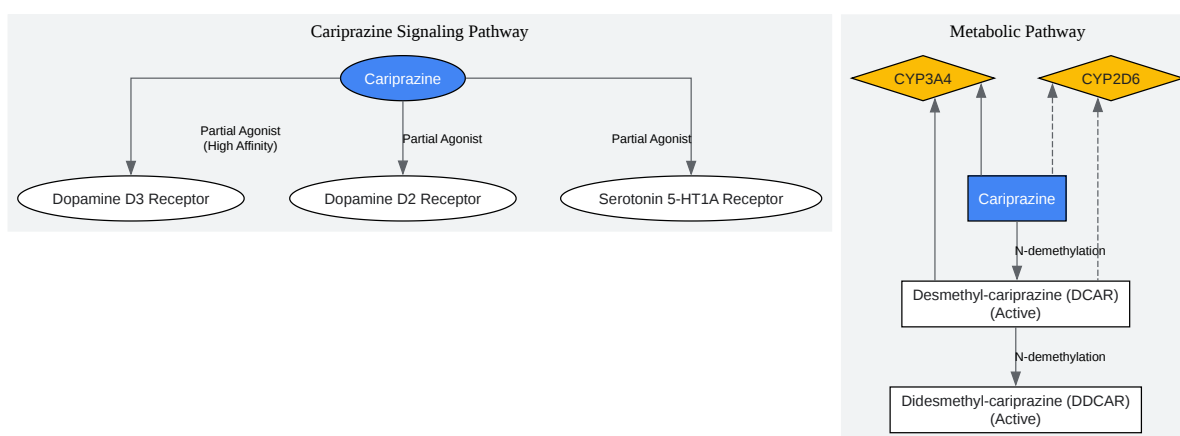 Cariprazine Signaling Pathway
Cariprazine
Partial Agonist
(High Affinity)
Partial Agonist
Partial Agonist
Dopamine D3 Receptor
Dopamine D2 Receptor
Serotonin 5-HT1A Receptor
Metabolic Pathway
CYP3A4
CYP2D6
Cariprazine
N-demethylation
Desmethyl-cariprazine (DCAR)
(Active)
N-demethylation
Didesmethyl-cariprazine (DDCAR)
(Active)